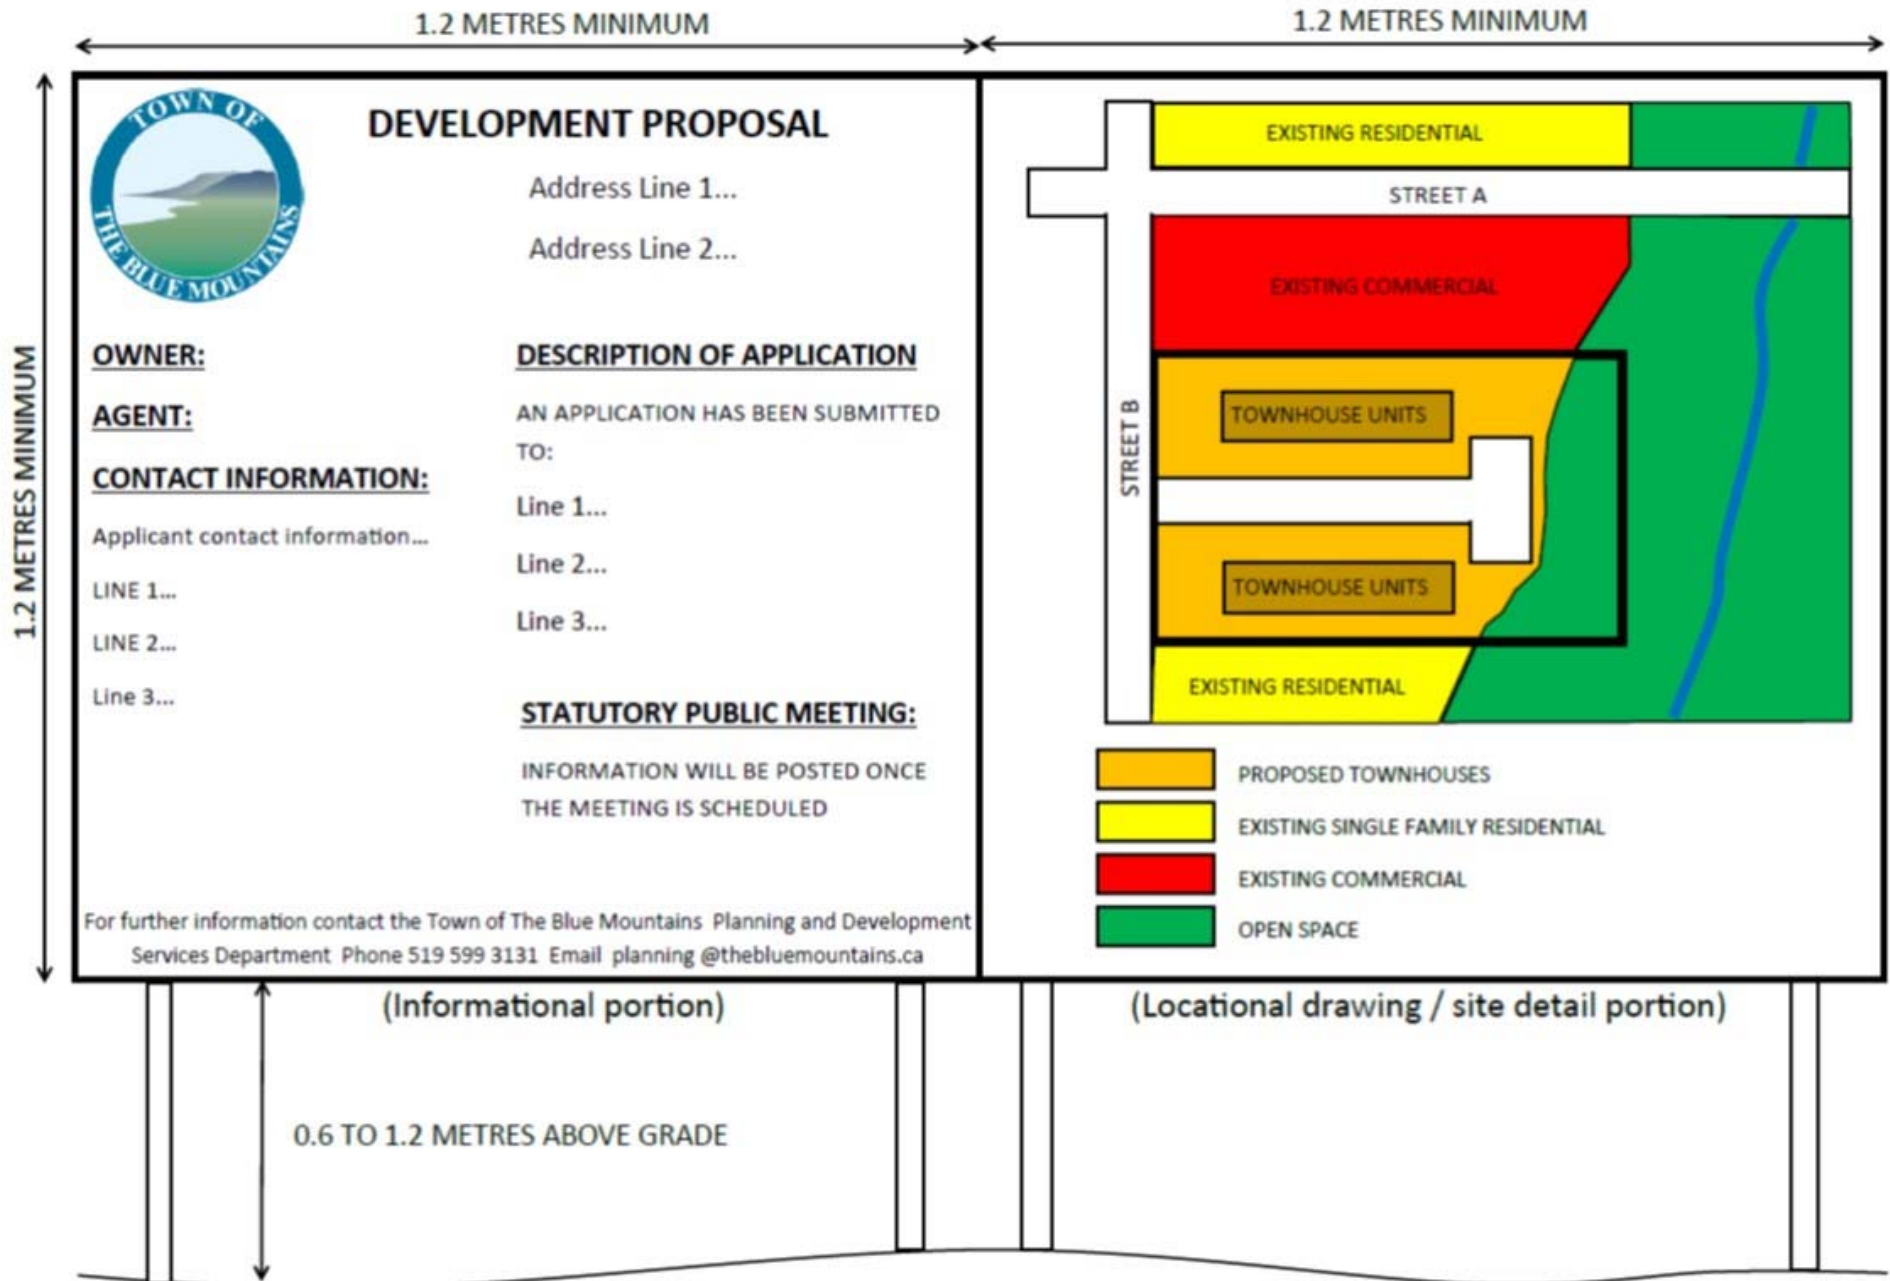 1.2 METRES MINIMUM
1.2 METRES MINIMUM
1.2 METRES MINIMUM
TOWN OF
THE BLUE MOUNTAINS
DEVELOPMENT PROPOSAL
Address Line 1...
Address Line 2...
OWNER:
AGENT:
CONTACT INFORMATION:
Applicant contact information...
LINE 1...
LINE 2...
Line 3...
DESCRIPTION OF APPLICATION
AN APPLICATION HAS BEEN SUBMITTED
TO:
Line 1...
Line 2...
Line 3...
STATUTORY PUBLIC MEETING:
INFORMATION WILL BE POSTED ONCE
THE MEETING IS SCHEDULED
For further information contact the Town of The Blue Mountains Planning and Development
Services Department Phone 519 599 3131 Email planning @thebluemountains.ca
EXISTING RESIDENTIAL
STREET A
EXISTING COMMERCIAL
STREET B
TOWNHOUSE UNITS
TOWNHOUSE UNITS
EXISTING RESIDENTIAL
PROPOSED TOWNHOUSES
EXISTING SINGLE FAMILY RESIDENTIAL
EXISTING COMMERCIAL
OPEN SPACE
(Informational portion)
(Locational drawing / site detail portion)
0.6 TO 1.2 METRES ABOVE GRADE